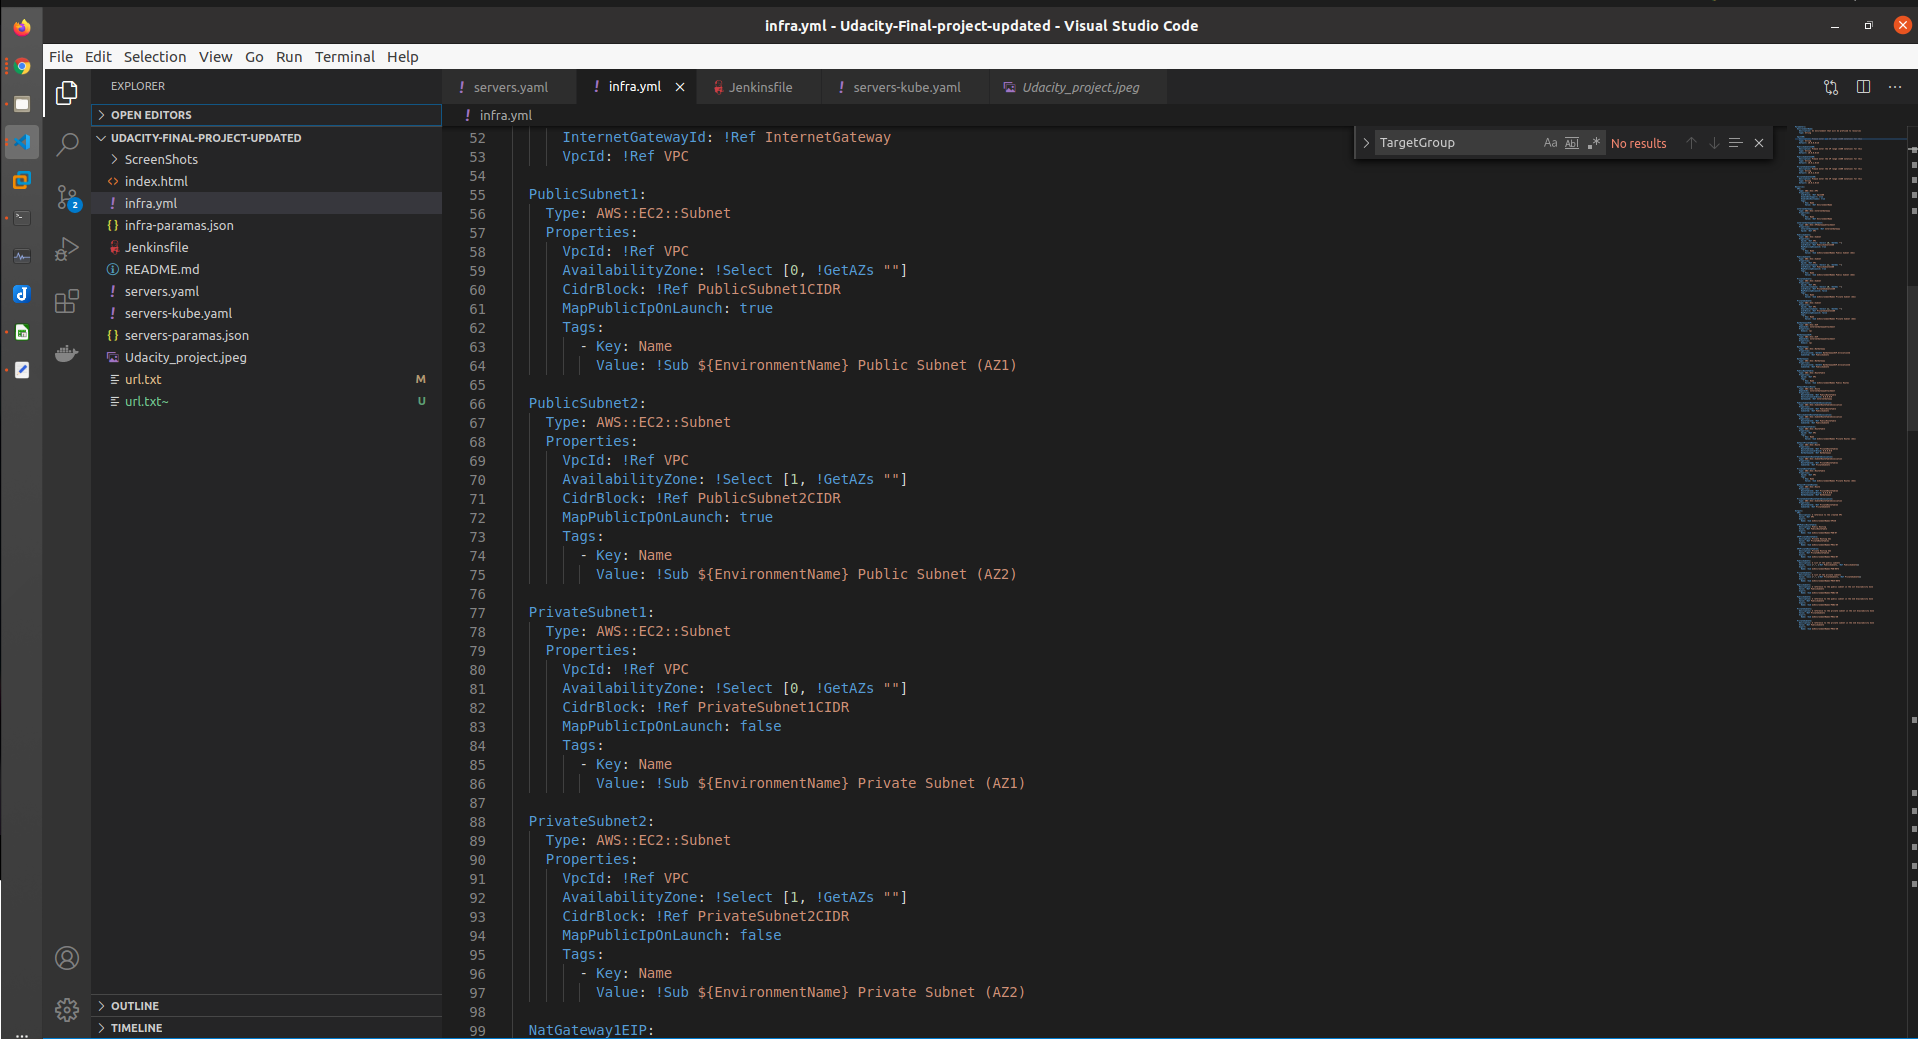 infra.yml - Udacity-Final-project-updated - Visual Studio Code
File Edit Selection View Go Run Terminal Help
EXPLORER
OPEN EDITORS
UDACITY-FINAL-PROJECT-UPDATED
ScreenShots
index.html
infra.yml
infra-paramas.json
Jenkinsfile
README.md
servers.yaml
servers-kube.yaml
servers-paramas.json
Udacity_project.jpeg
url.txt M
url.txt~ U
OUTLINE
TIMELINE
2
servers.yaml infra.yml Jenkinsfile servers-kube.yaml Udacity_project.jpeg
infra.yml
TargetGroup Aa Abl .* No results
52 InternetGatewayId: !Ref InternetGateway
53 VpcId: !Ref VPC
54
55 PublicSubnet1:
56 Type: AWS::EC2::Subnet
57 Properties:
58 VpcId: !Ref VPC
59 AvailabilityZone: !Select [0, !GetAZs ""]
60 CidrBlock: !Ref PublicSubnet1CIDR
61 MapPublicIpOnLaunch: true
62 Tags:
63 - Key: Name
64 Value: !Sub ${EnvironmentName} Public Subnet (AZ1)
65
66 PublicSubnet2:
67 Type: AWS::EC2::Subnet
68 Properties:
69 VpcId: !Ref VPC
70 AvailabilityZone: !Select [1, !GetAZs ""]
71 CidrBlock: !Ref PublicSubnet2CIDR
72 MapPublicIpOnLaunch: true
73 Tags:
74 - Key: Name
75 Value: !Sub ${EnvironmentName} Public Subnet (AZ2)
76
77 PrivateSubnet1:
78 Type: AWS::EC2::Subnet
79 Properties:
80 VpcId: !Ref VPC
81 AvailabilityZone: !Select [0, !GetAZs ""]
82 CidrBlock: !Ref PrivateSubnet1CIDR
83 MapPublicIpOnLaunch: false
84 Tags:
85 - Key: Name
86 Value: !Sub ${EnvironmentName} Private Subnet (AZ1)
87
88 PrivateSubnet2:
89 Type: AWS::EC2::Subnet
90 Properties:
91 VpcId: !Ref VPC
92 AvailabilityZone: !Select [1, !GetAZs ""]
93 CidrBlock: !Ref PrivateSubnet2CIDR
94 MapPublicIpOnLaunch: false
95 Tags:
96 - Key: Name
97 Value: !Sub ${EnvironmentName} Private Subnet (AZ2)
98
99 NatGateway1EIP: